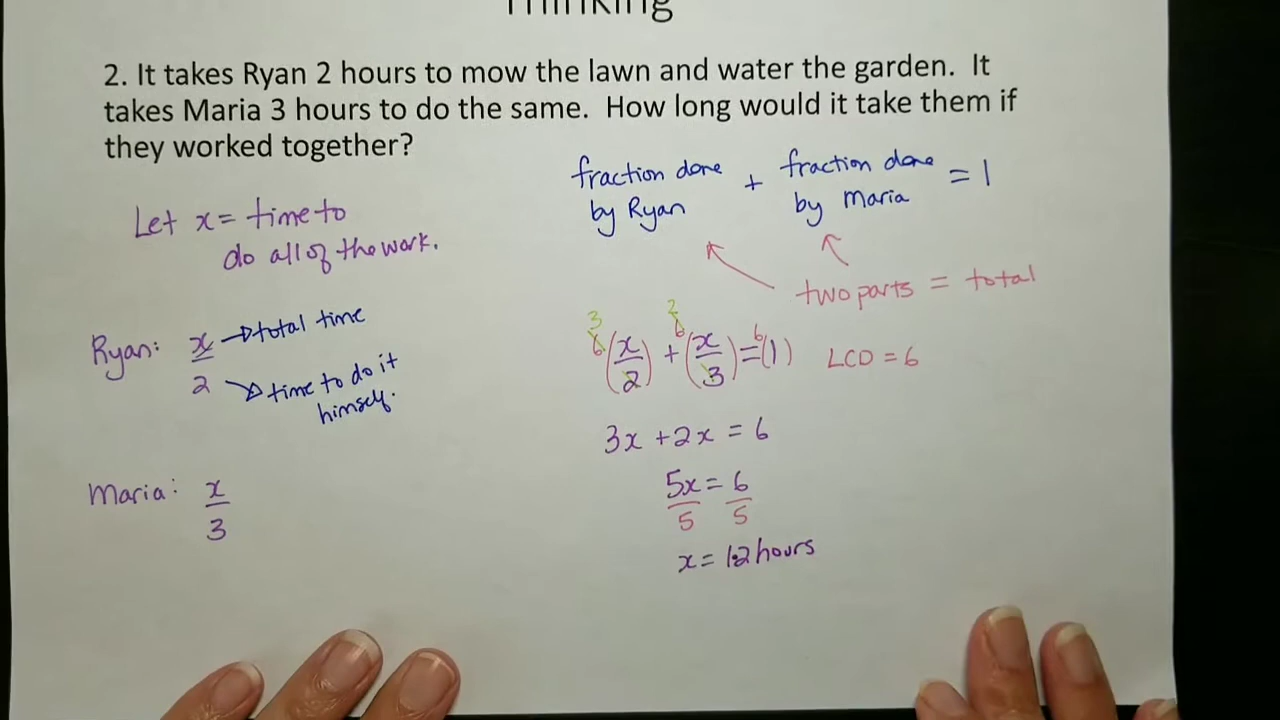 Thinking
2. It takes Ryan 2 hours to mow the lawn and water the garden. It
takes Maria 3 hours to do the same. How long would it take them if
they worked together?
Let x = time to
do all of the work.
Ryan: x/2 → total time
→ time to do it
himself.
Maria: x/3
fraction done by Ryan + fraction done by Maria = 1
two parts = total
3 2
6(x/2) + 6(x/3) = 6(1) LCD = 6
3x + 2x = 6
5x = 6
5 5
x = 1.2 hours